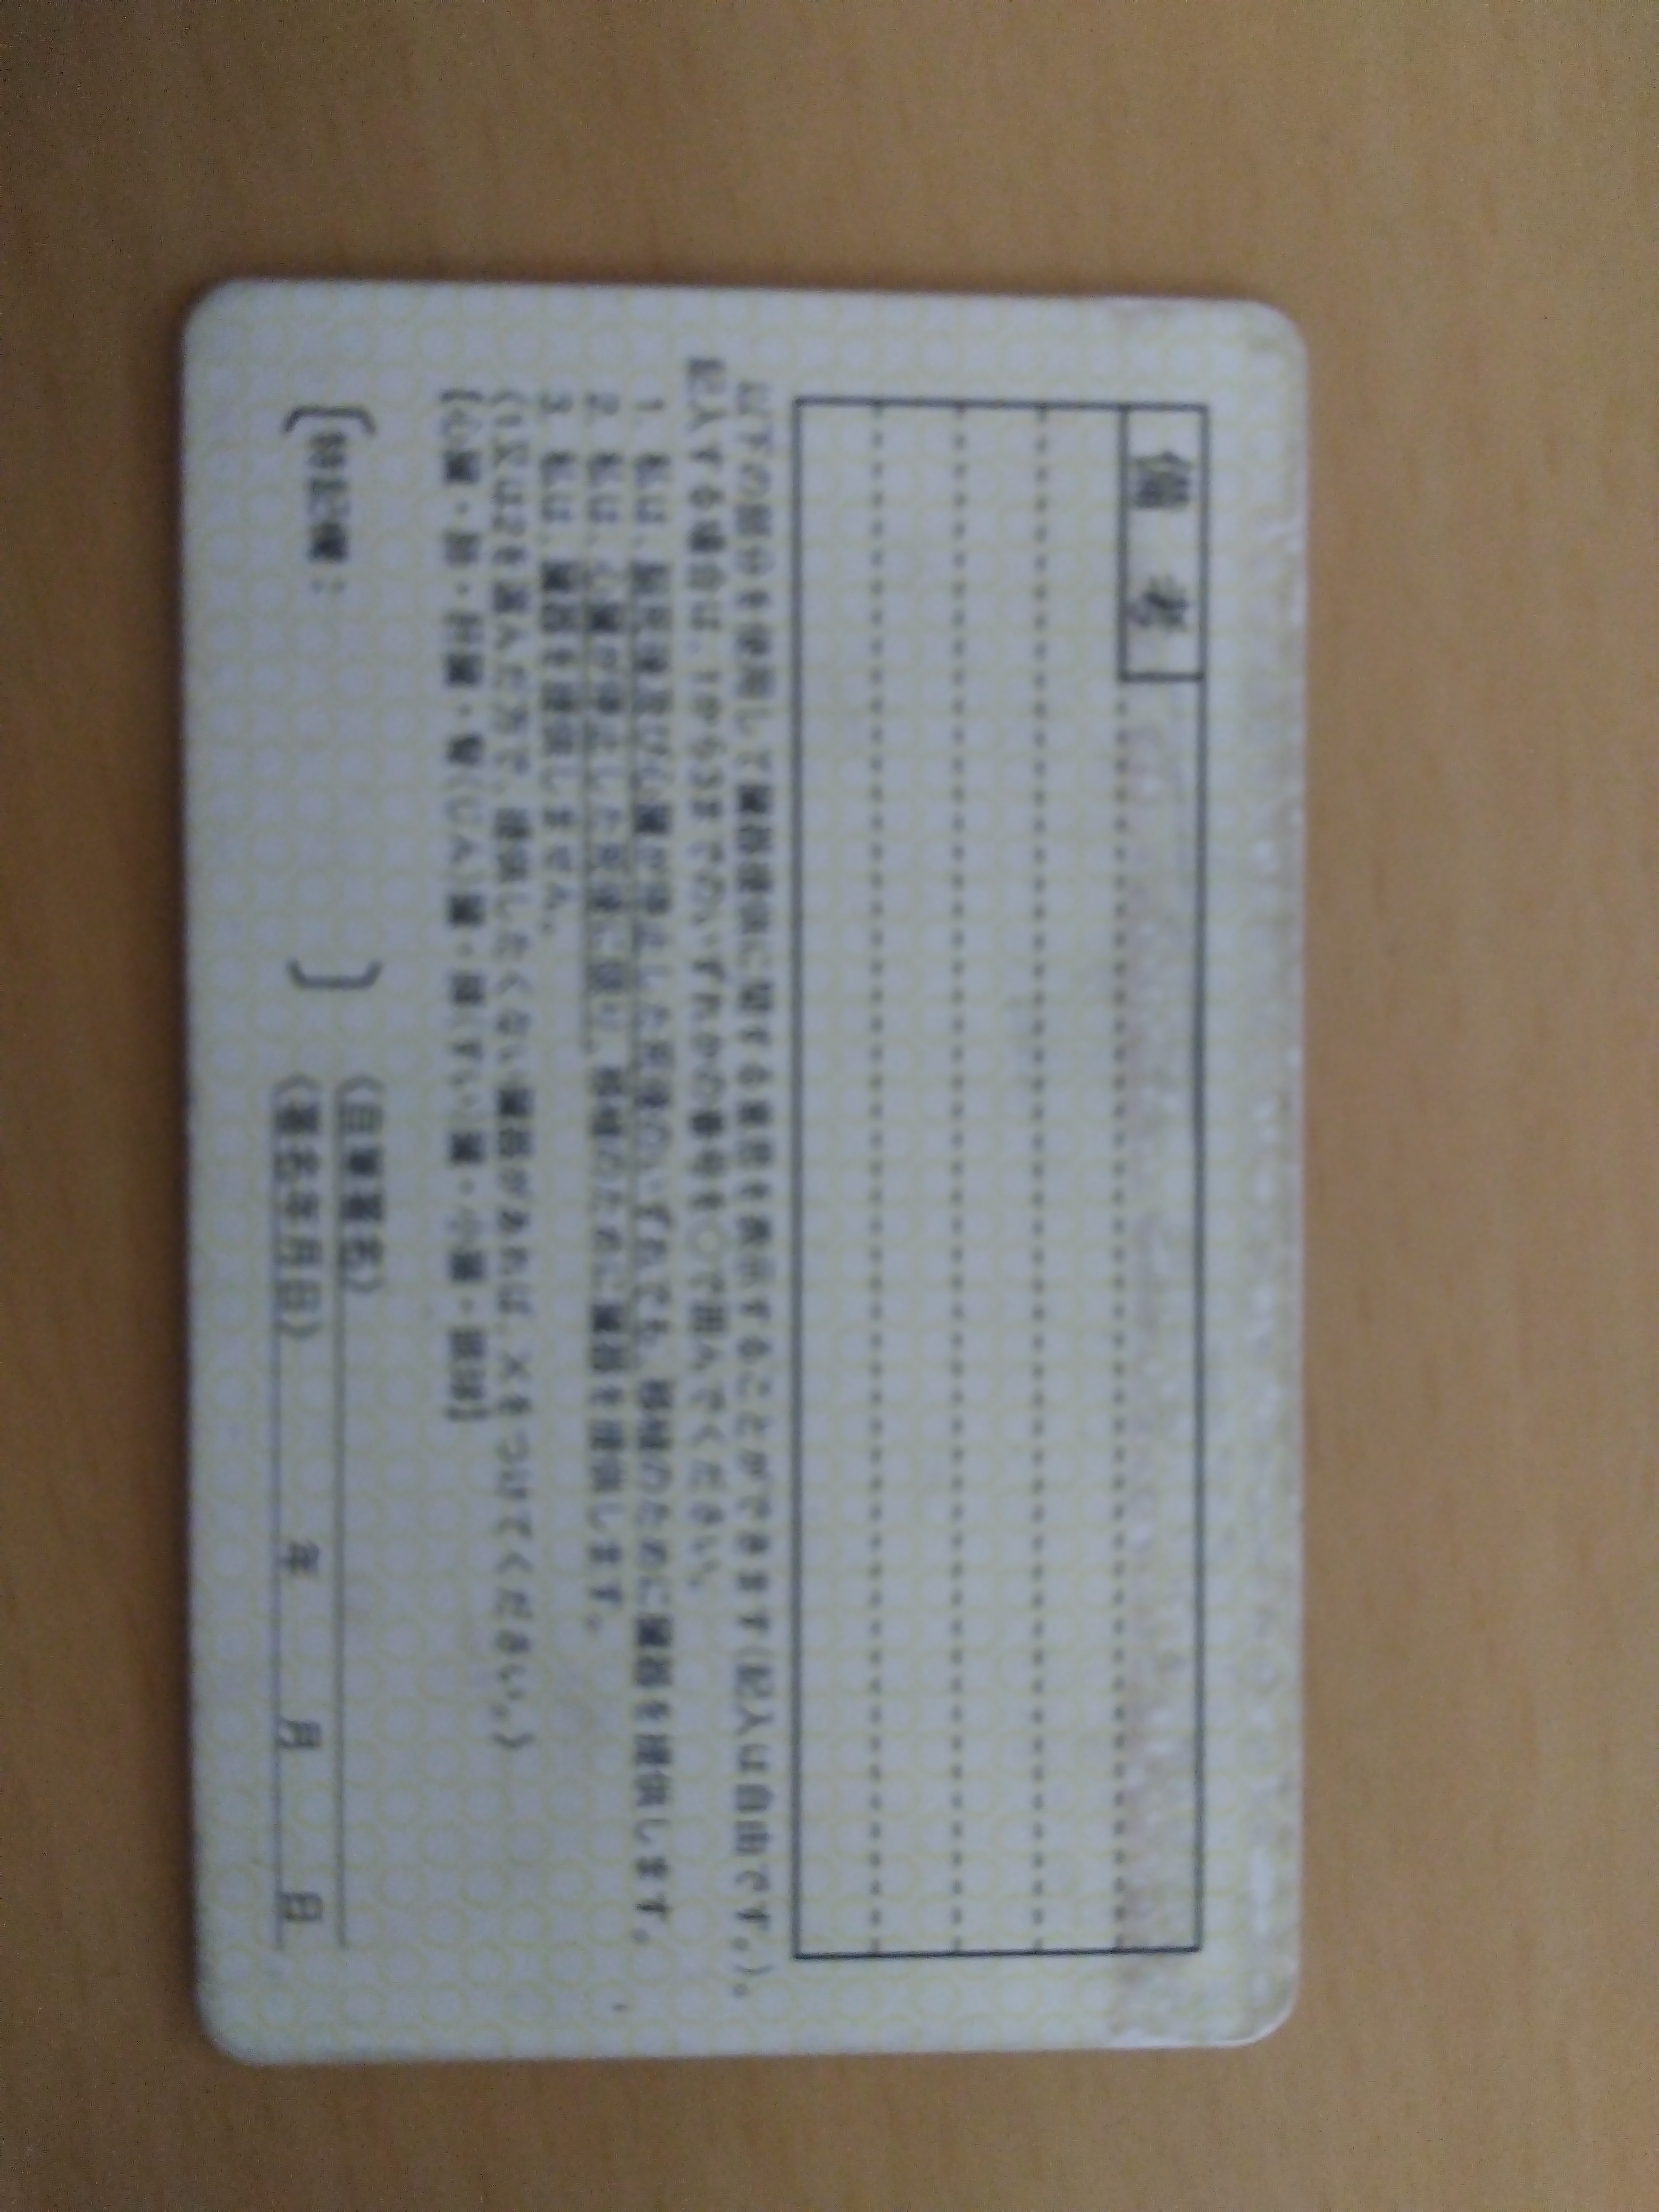 備考
以下の部分を使用して臓器提供に関する意思を表示することができます(記入は自由です。)。
記入する場合は、1から3までのいずれかの番号を○で囲んでください。
1. 私は、脳死後及び心臓が停止した死後のいずれでも、移植のために臓器を提供します。
2. 私は、心臓が停止した死後に限り、移植のために臓器を提供します。
3. 私は、臓器を提供しません。
《1又は2を選んだ方で、提供したくない臓器があれば、×をつけてください。》
【心臓・肺・肝臓・腎(じん)臓・膵(すい)臓・小腸・眼球】
〔特記欄: 〕
《自筆署名》
《署名年月日》 年 月 日